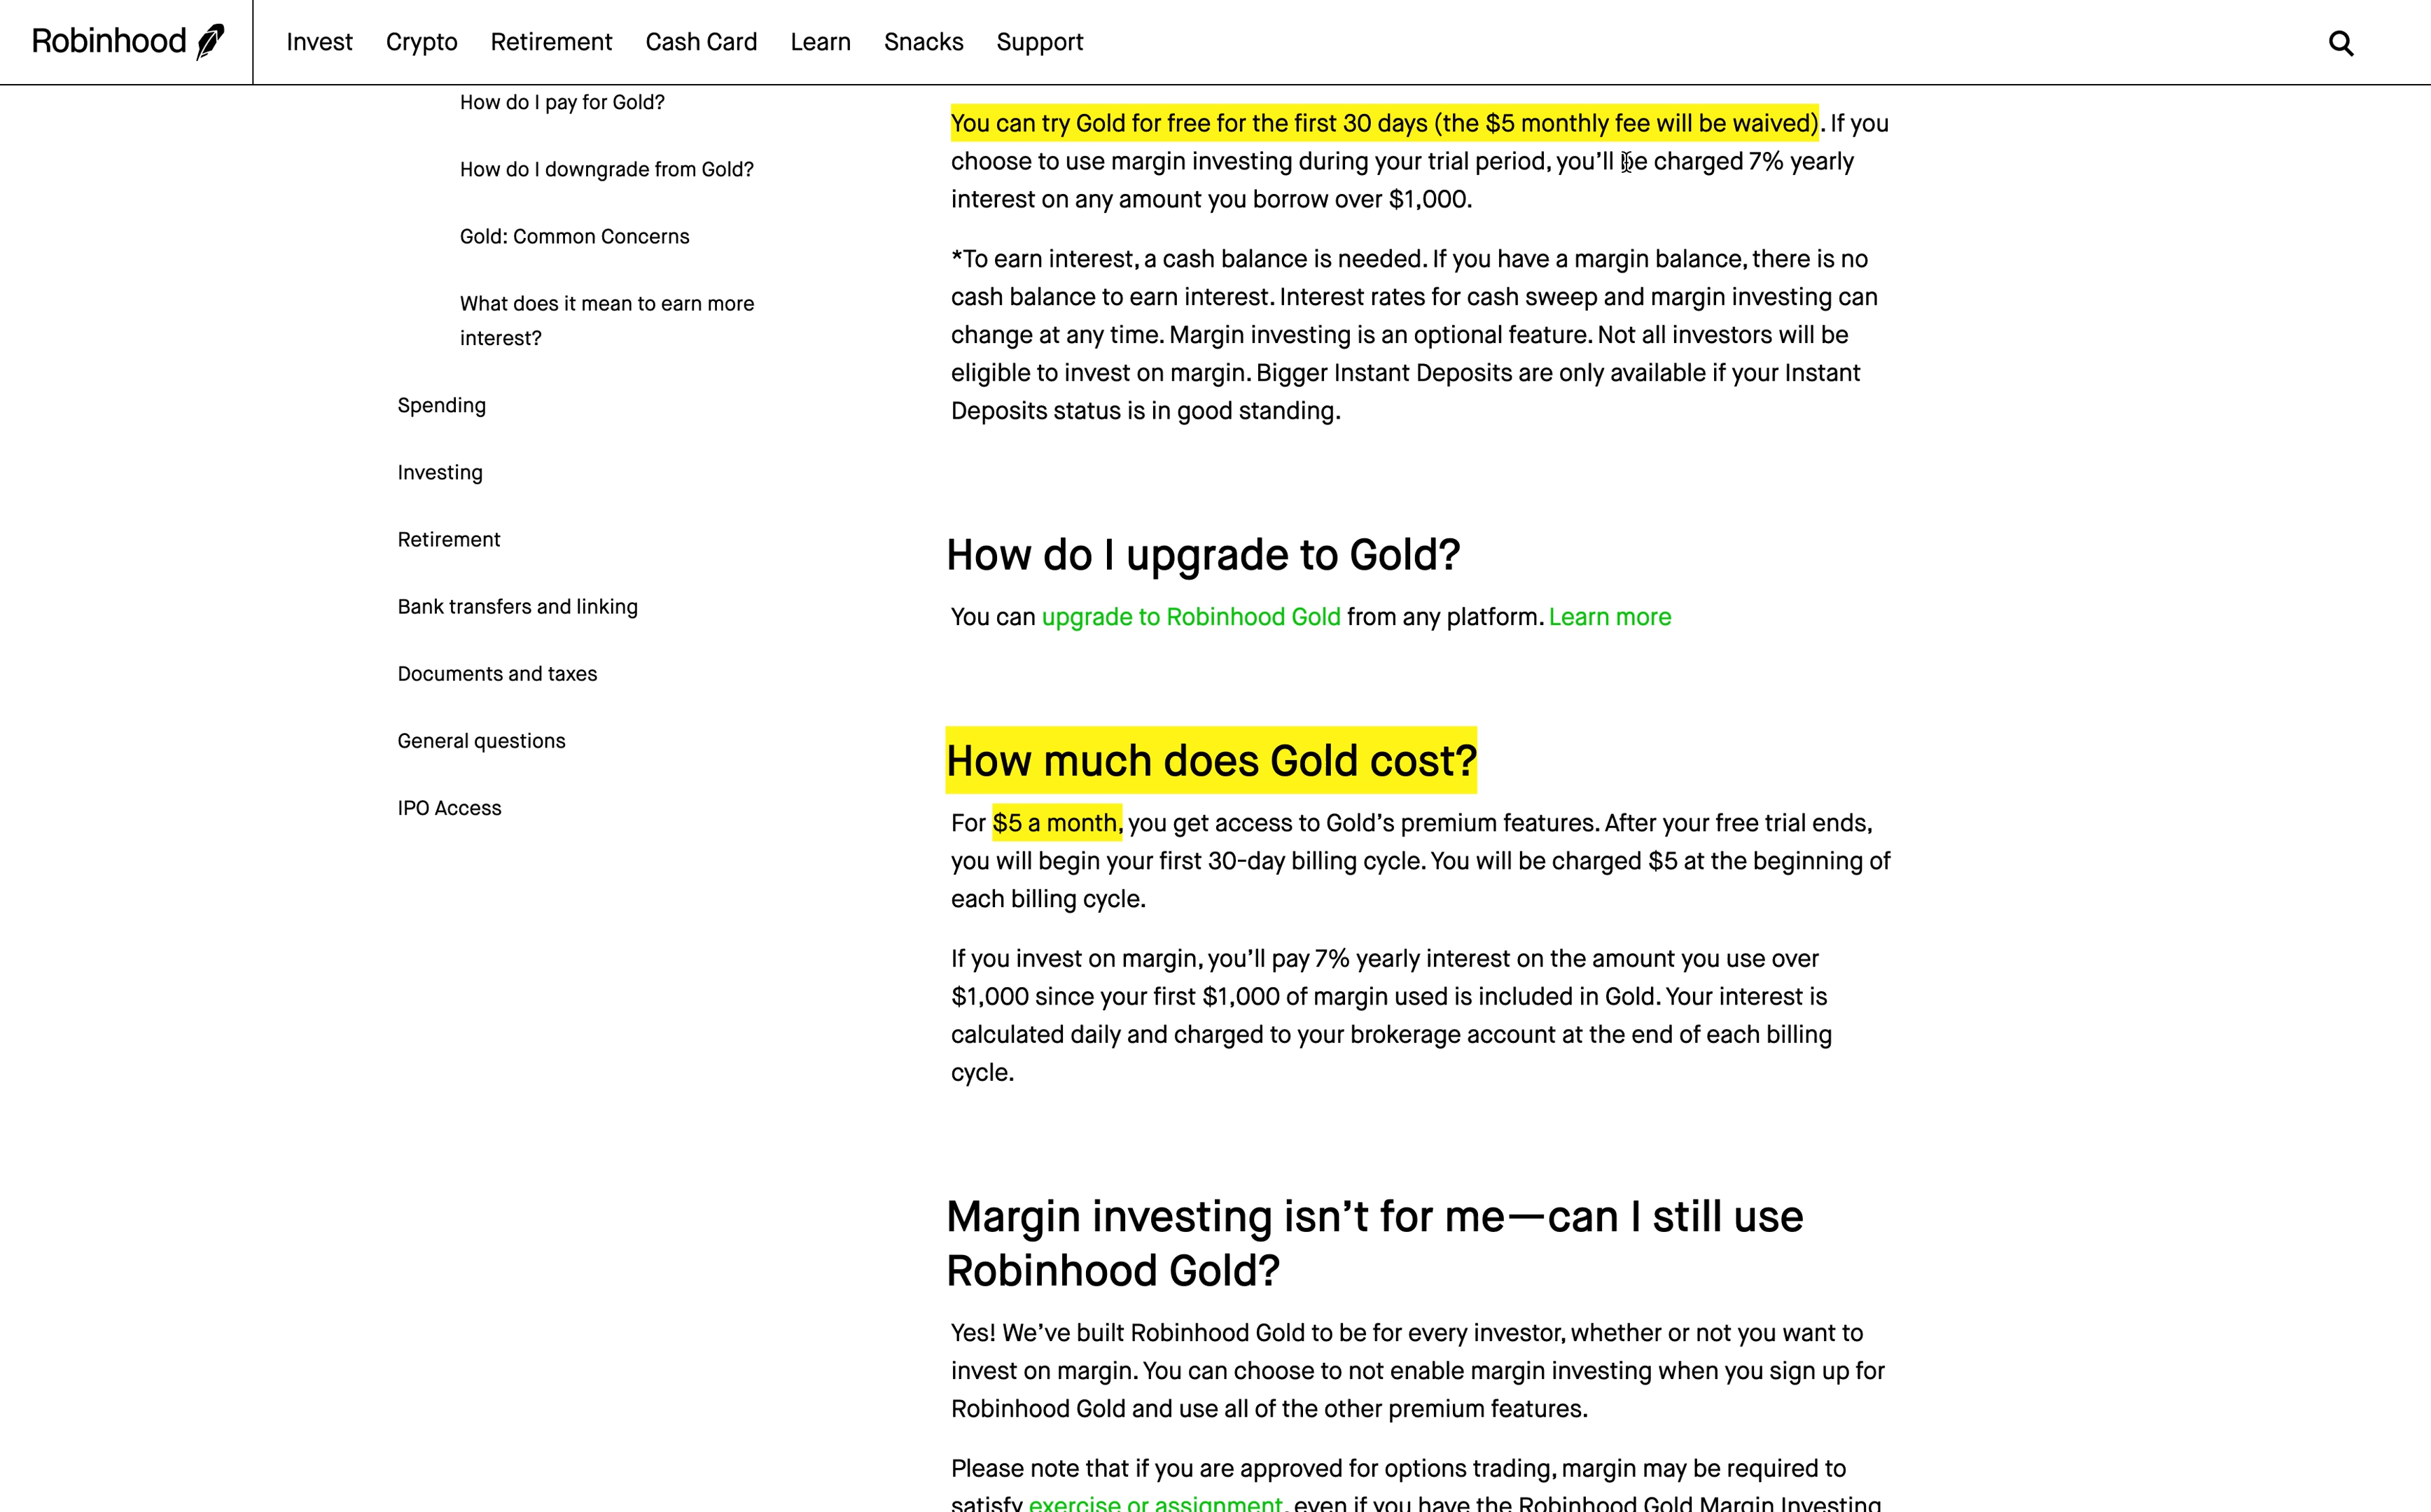 Robinhood
Invest Crypto Retirement Cash Card Learn Snacks Support
How do I pay for Gold?
How do I downgrade from Gold?
Gold: Common Concerns
What does it mean to earn more
interest?
Spending
Investing
Retirement
Bank transfers and linking
Documents and taxes
General questions
IPO Access
You can try Gold for free for the first 30 days (the $5 monthly fee will be waived). If you
choose to use margin investing during your trial period, you’ll be charged 7% yearly
interest on any amount you borrow over $1,000.
*To earn interest, a cash balance is needed. If you have a margin balance, there is no
cash balance to earn interest. Interest rates for cash sweep and margin investing can
change at any time. Margin investing is an optional feature. Not all investors will be
eligible to invest on margin. Bigger Instant Deposits are only available if your Instant
Deposits status is in good standing.
How do I upgrade to Gold?
You can upgrade to Robinhood Gold from any platform. Learn more
How much does Gold cost?
For $5 a month, you get access to Gold’s premium features. After your free trial ends,
you will begin your first 30-day billing cycle. You will be charged $5 at the beginning of
each billing cycle.
If you invest on margin, you’ll pay 7% yearly interest on the amount you use over
$1,000 since your first $1,000 of margin used is included in Gold. Your interest is
calculated daily and charged to your brokerage account at the end of each billing
cycle.
Margin investing isn’t for me—can I still use
Robinhood Gold?
Yes! We’ve built Robinhood Gold to be for every investor, whether or not you want to
invest on margin. You can choose to not enable margin investing when you sign up for
Robinhood Gold and use all of the other premium features.
Please note that if you are approved for options trading, margin may be required to
satisfy exercise or assignment, even if you have the Robinhood Gold Margin Investing